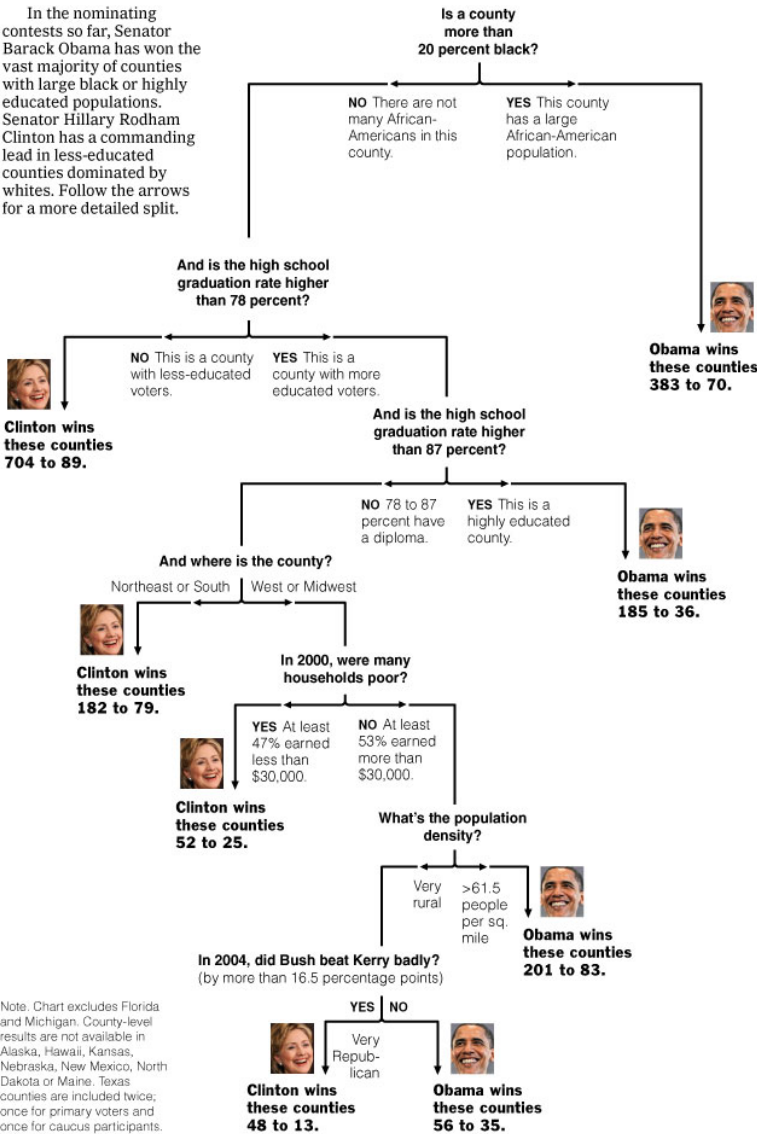 In the nominating
contests so far, Senator
Barack Obama has won the
vast majority of counties
with large black or highly
educated populations.
Senator Hillary Rodham
Clinton has a commanding
lead in less-educated
counties dominated by
whites. Follow the arrows
for a more detailed split.
Is a county
more than
20 percent black?
NO There are not
many African-
Americans in this
county.
YES This county
has a large
African-American
population.
Obama wins
these counties
383 to 70.
And is the high school
graduation rate higher
than 78 percent?
NO This is a county
with less-educated
voters.
YES This is a
county with more
educated voters.
Clinton wins
these counties
704 to 89.
And is the high school
graduation rate higher
than 87 percent?
NO 78 to 87
percent have
a diploma.
YES This is a
highly educated
county.
Obama wins
these counties
185 to 36.
And where is the county?
Northeast or South
West or Midwest
Clinton wins
these counties
182 to 79.
In 2000, were many
households poor?
YES At least
47% earned
less than
$30,000.
NO At least
53% earned
more than
$30,000.
Clinton wins
these counties
52 to 25.
What's the population
density?
Very
rural
>61.5
people
per sq.
mile
Obama wins
these counties
201 to 83.
In 2004, did Bush beat Kerry badly?
(by more than 16.5 percentage points)
YES
NO
Very
Repub-
lican
Clinton wins
these counties
48 to 13.
Obama wins
these counties
56 to 35.
Note. Chart excludes Florida
and Michigan. County-level
results are not available in
Alaska, Hawaii, Kansas,
Nebraska, New Mexico, North
Dakota or Maine. Texas
counties are included twice;
once for primary voters and
once for caucus participants.